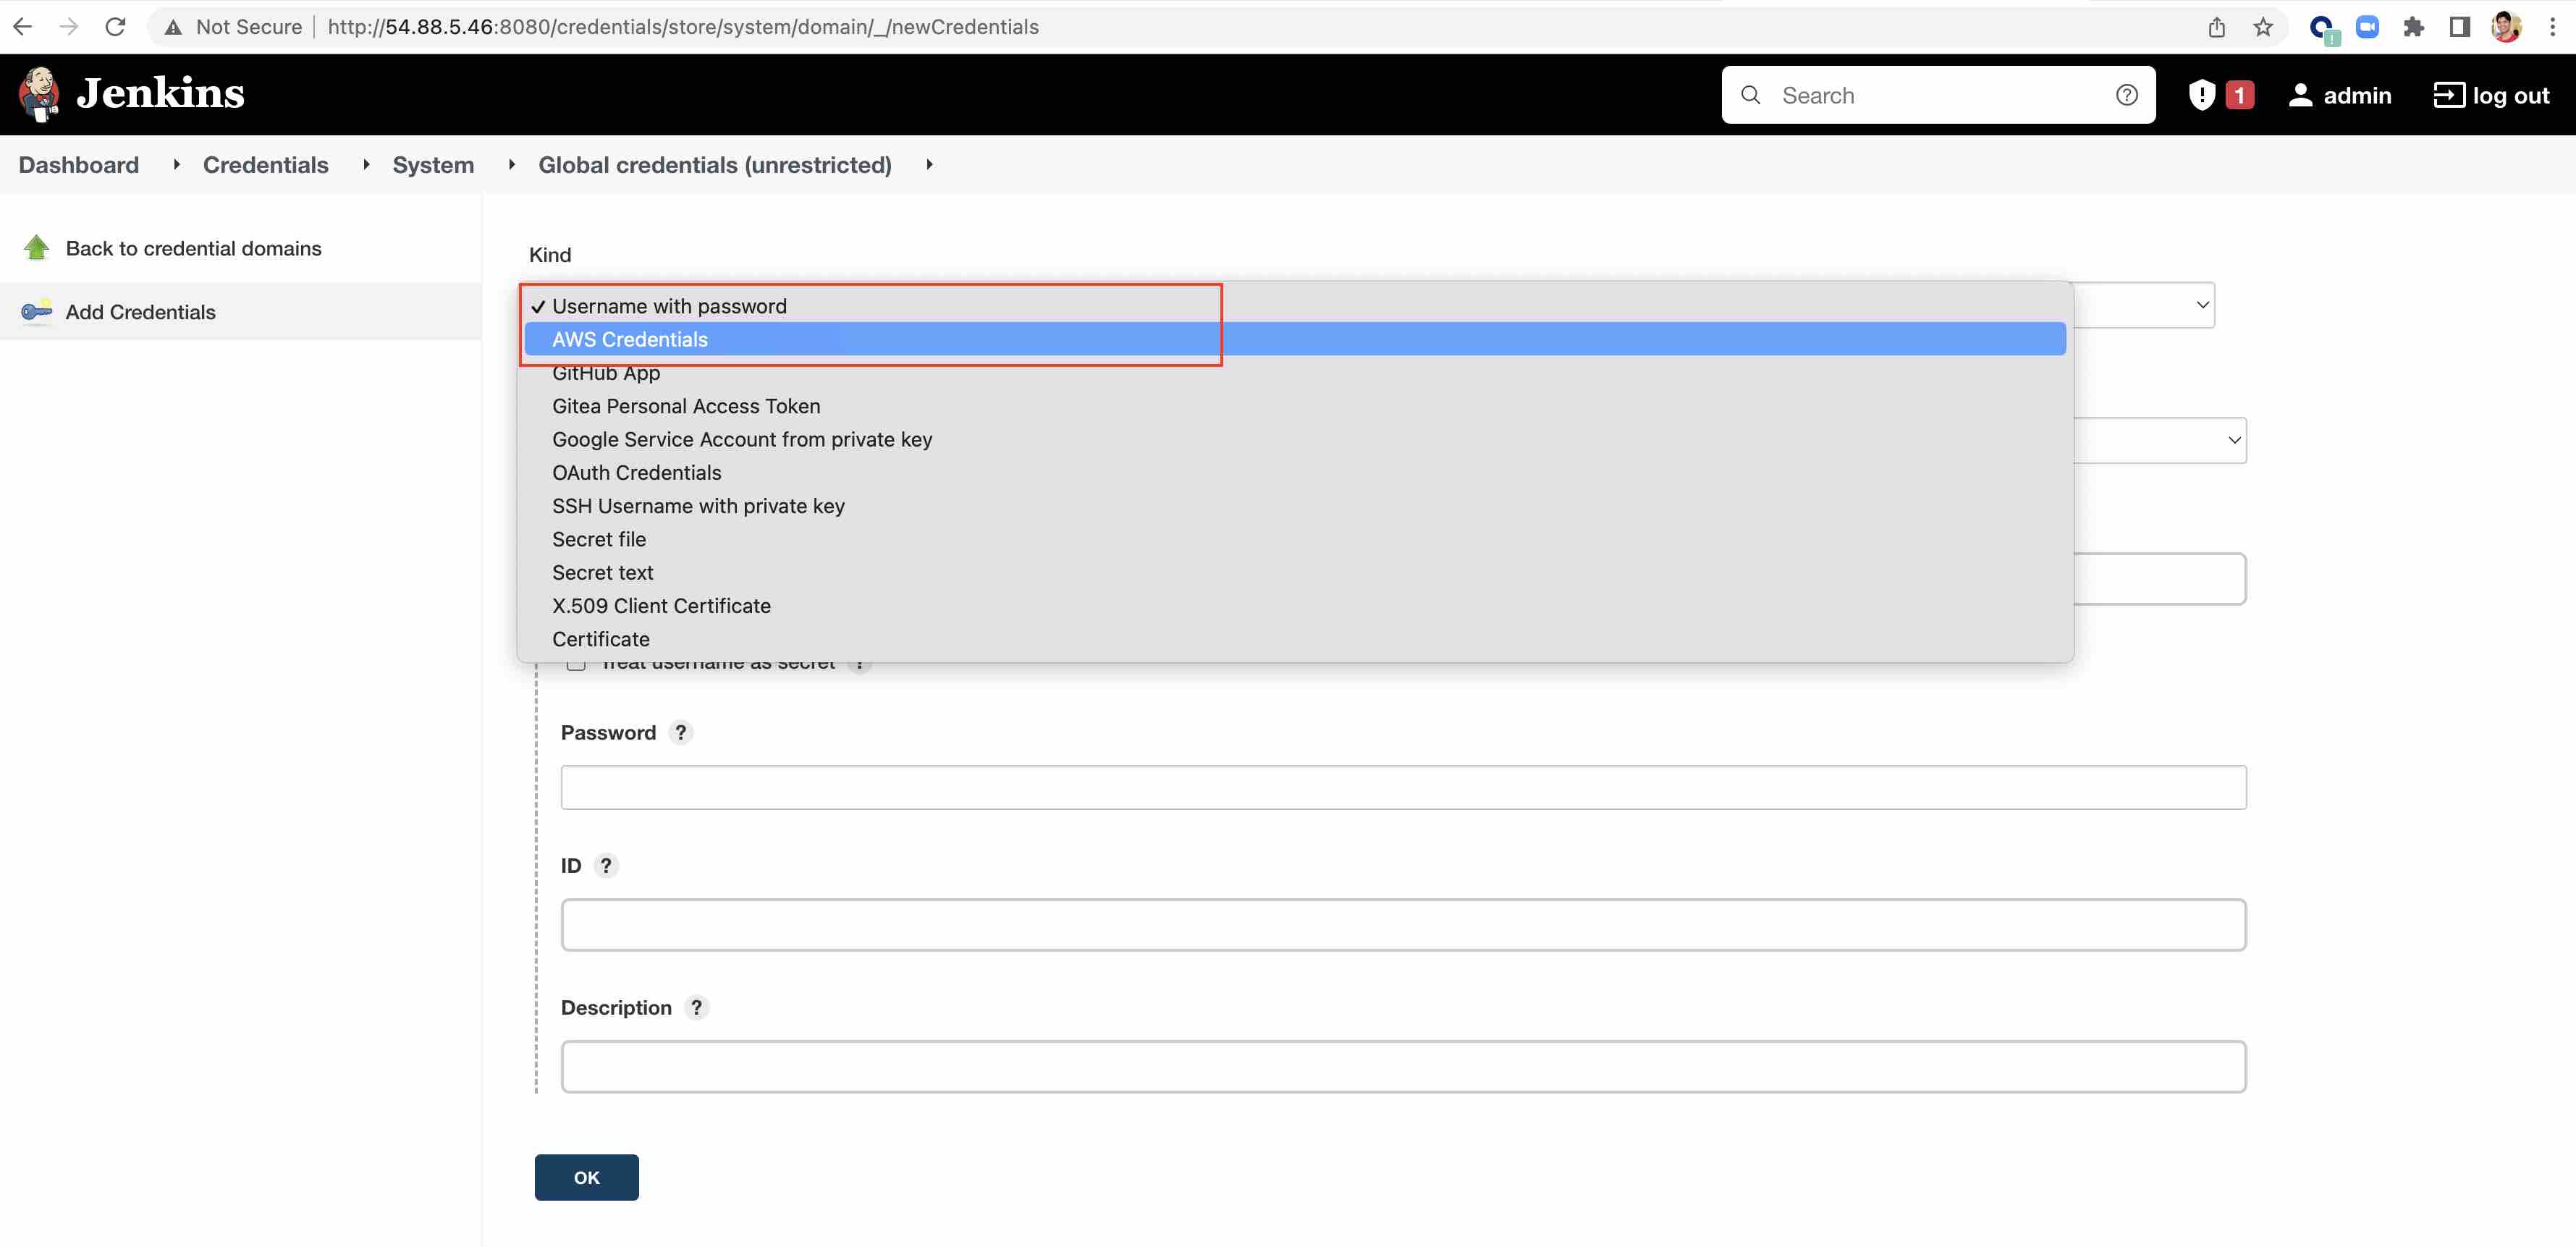 Not Secure | http://54.88.5.46:8080/credentials/store/system/domain/_/newCredentials
Jenkins
Search
1
admin
log out
Dashboard
Credentials
System
Global credentials (unrestricted)
Back to credential domains
Add Credentials
Kind
✓ Username with password
AWS Credentials
GitHub App
Gitea Personal Access Token
Google Service Account from private key
OAuth Credentials
SSH Username with private key
Secret file
Secret text
X.509 Client Certificate
Certificate
Treat username as secret ?
Password ?
ID ?
Description ?
OK